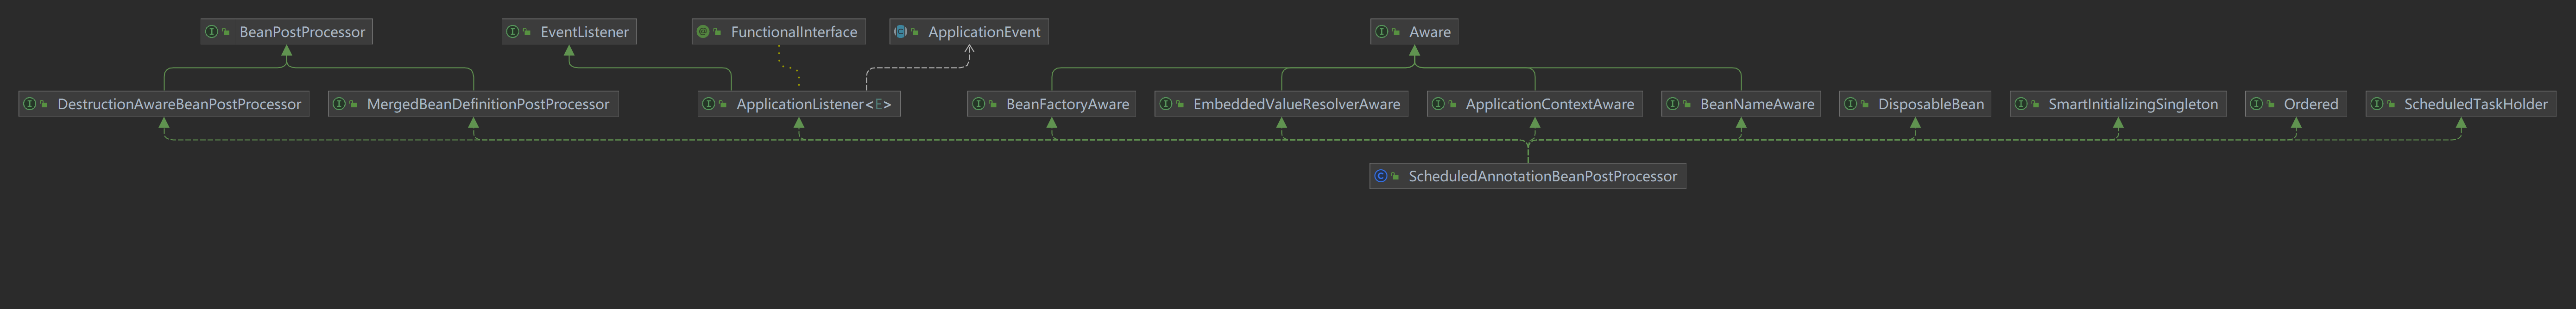 BeanPostProcessor
EventListener
FunctionalInterface
ApplicationEvent
Aware
DestructionAwareBeanPostProcessor
MergedBeanDefinitionPostProcessor
ApplicationListener<E>
BeanFactoryAware
EmbeddedValueResolverAware
ApplicationContextAware
BeanNameAware
DisposableBean
SmartInitializingSingleton
Ordered
ScheduledTaskHolder
ScheduledAnnotationBeanPostProcessor